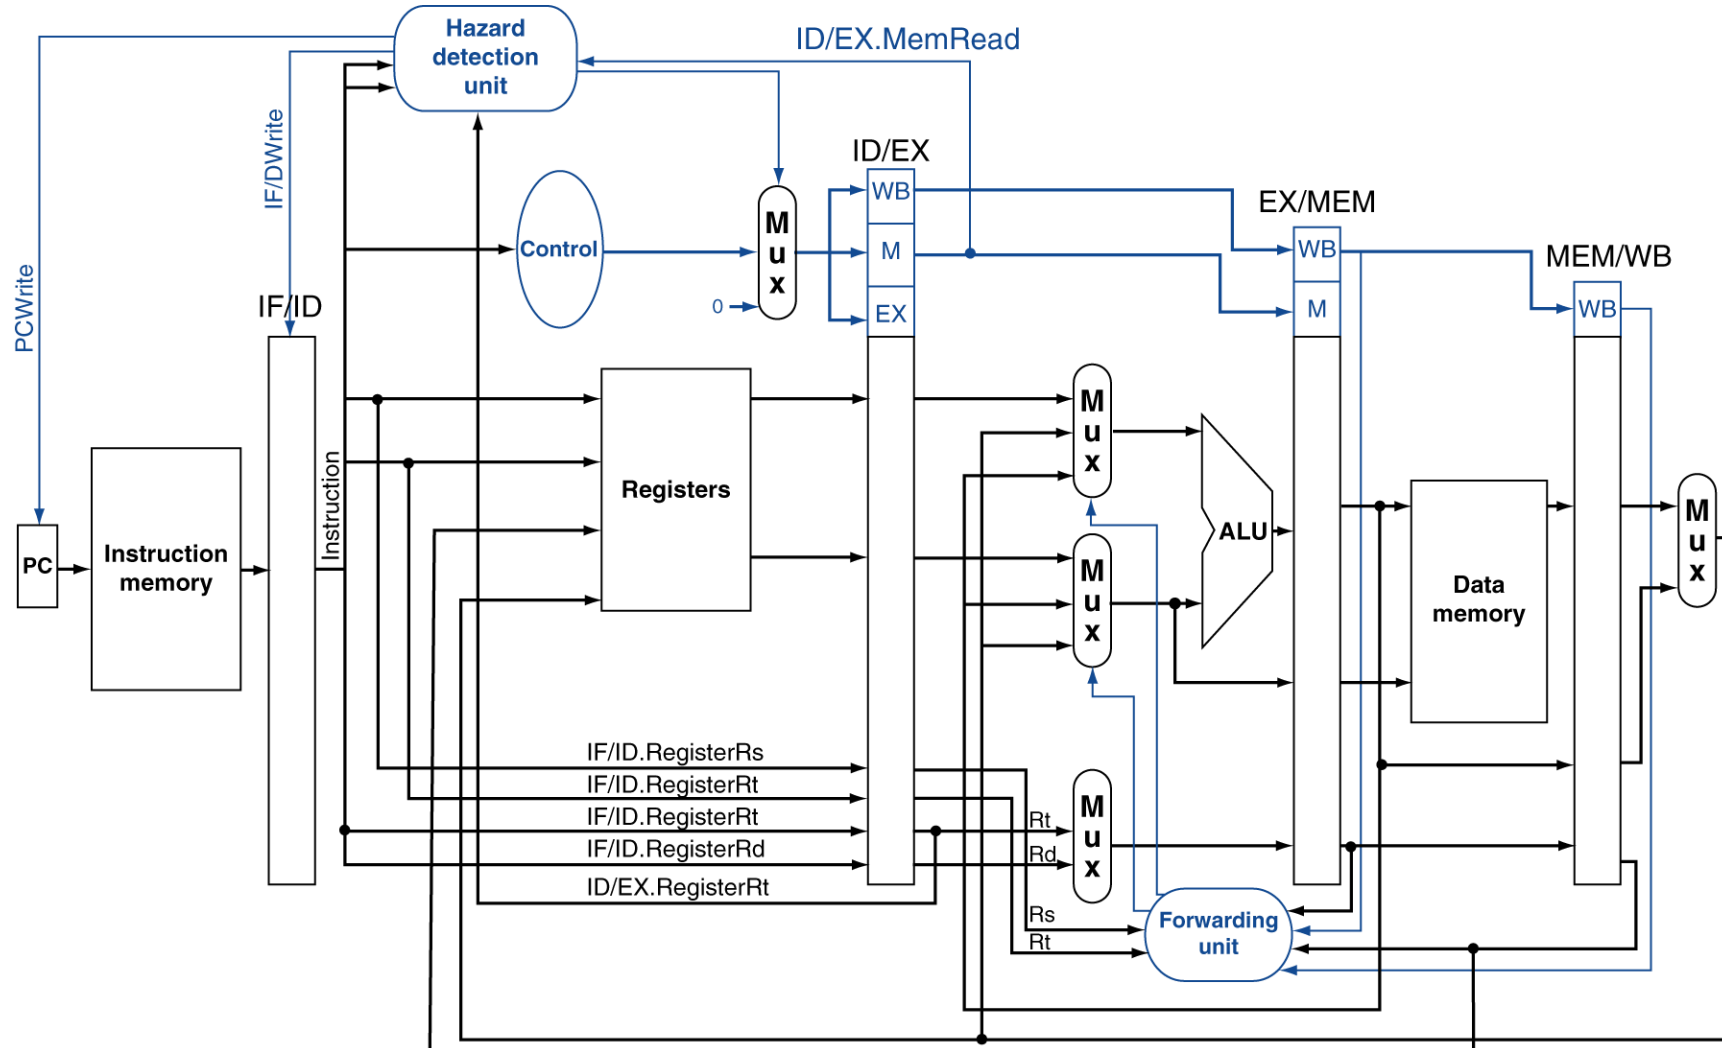 Hazard
detection
unit
ID/EX.MemRead
IF/DWrite
PCWrite
ID/EX
WB
M
EX
Control
M
u
x
0
EX/MEM
WB
M
MEM/WB
WB
IF/ID
Instruction
PC
Instruction
memory
Registers
M
u
x
M
u
x
ALU
Data
memory
M
u
x
IF/ID.RegisterRs
IF/ID.RegisterRt
IF/ID.RegisterRt
IF/ID.RegisterRd
ID/EX.RegisterRt
Rt
Rd
M
u
x
Rs
Rt
Forwarding
unit